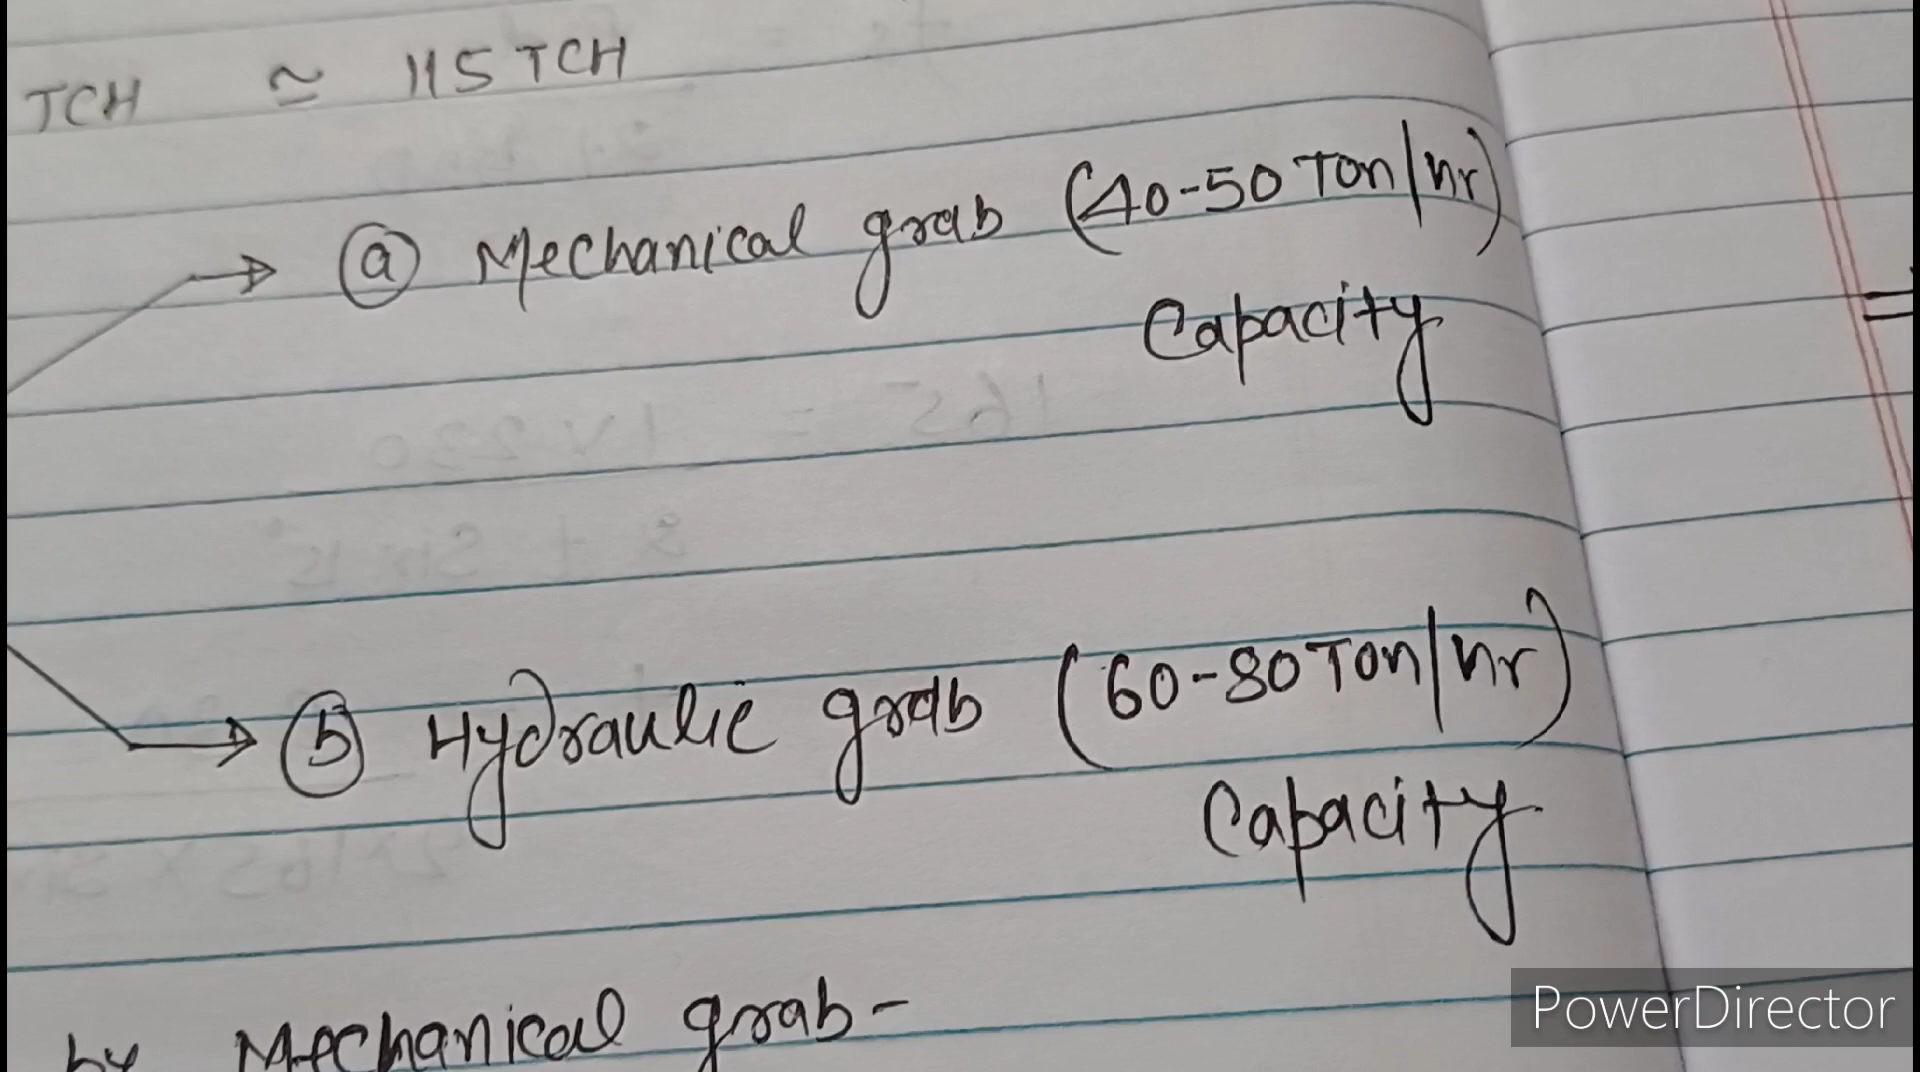 TCH ≃ 115 TCH
→ (a) Mechanical grab (40-50 Ton/hr)
Capacity
→ (b) Hydraulic grab (60-80 Ton/hr)
Capacity
by Mechanical grab-
PowerDirector